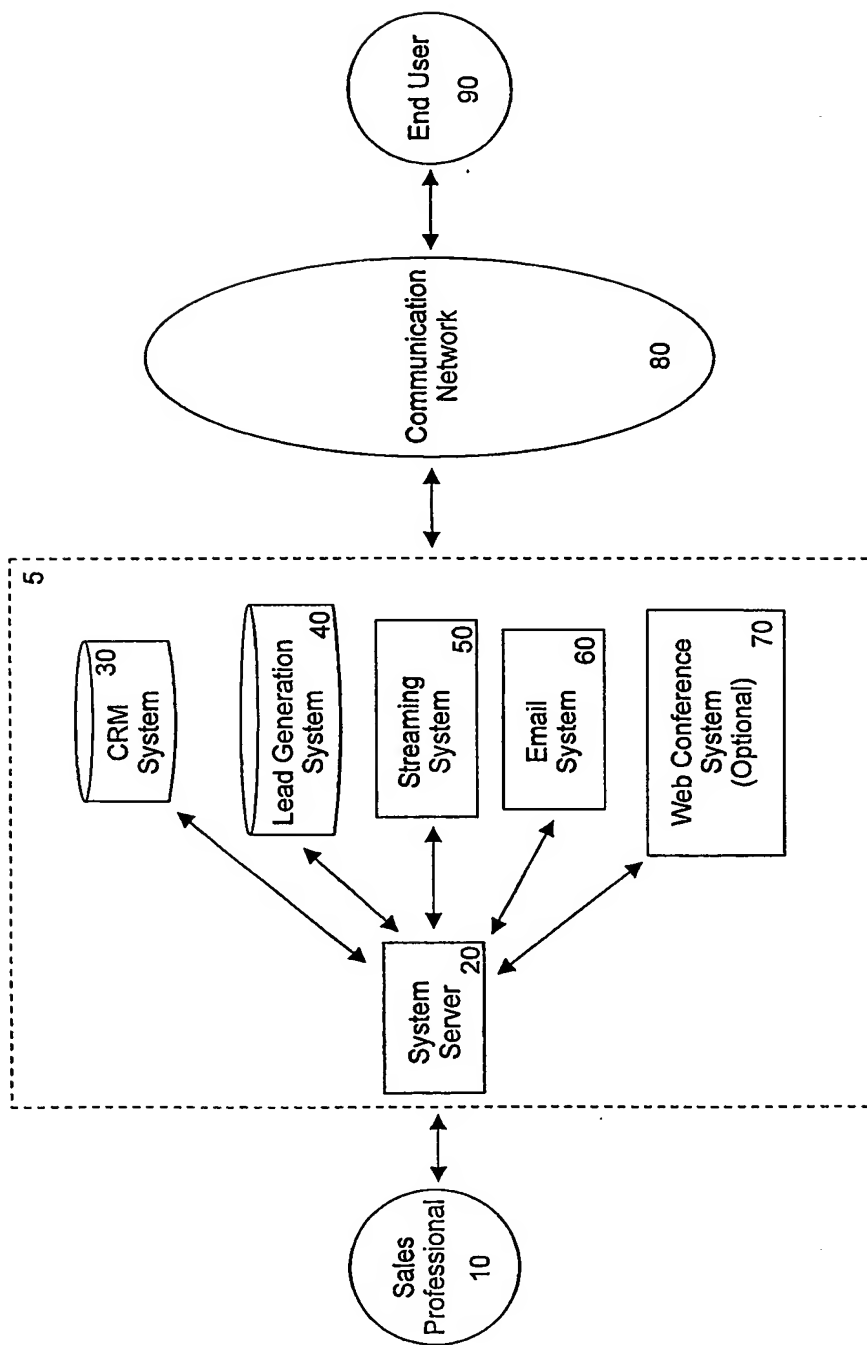 Sales
Professional
10
5
System
Server
20
CRM
System
30
Lead Generation
System
40
Streaming
System
50
Email
System
60
Web Conference
System
(Optional)
70
Communication
Network
80
End User
90